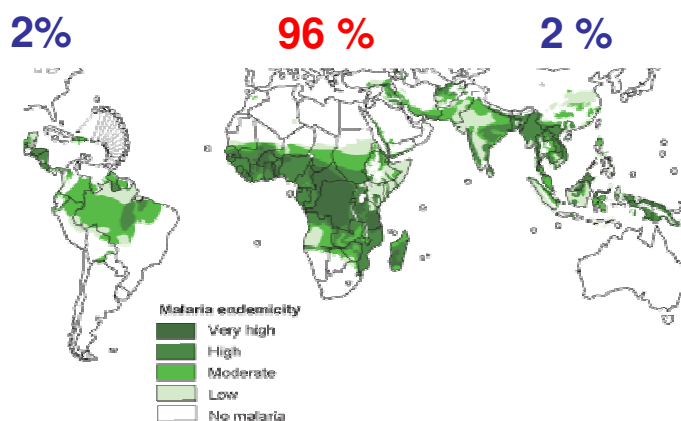 2% 96 % 2 %
Malaria endemicity
Very high
High
Moderate
Low
No malaria